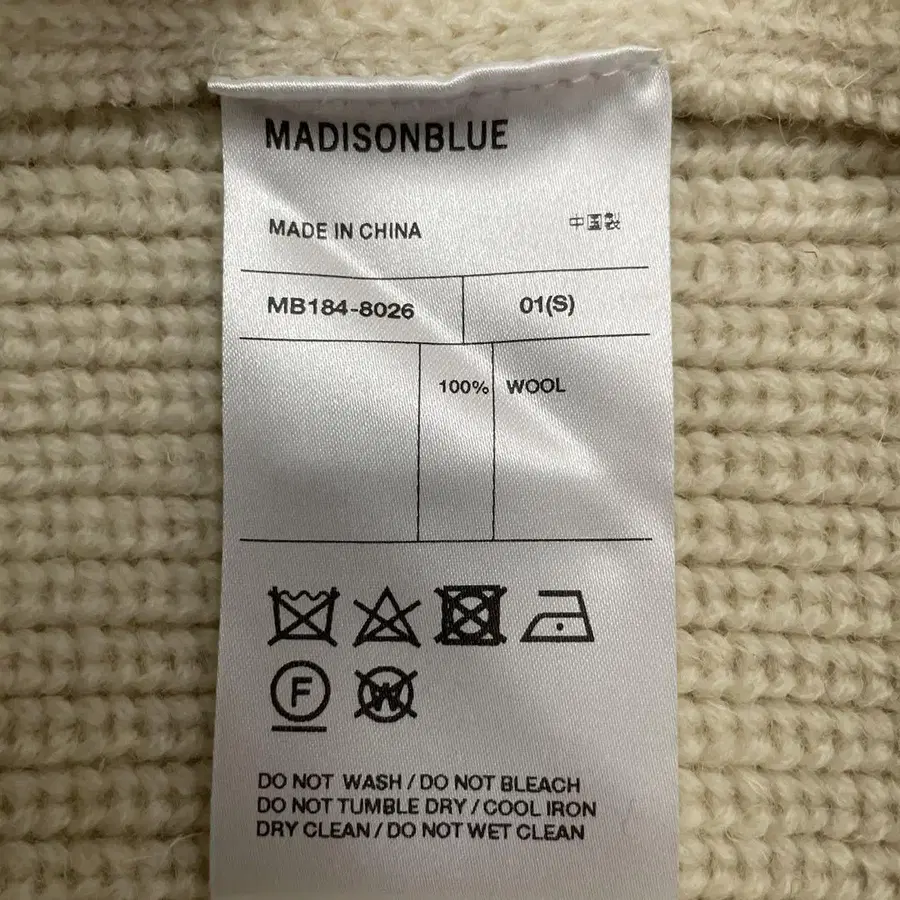 MADISONBLUE
MADE IN CHINA 中国製
MB184-8026 01(S)
100% WOOL
F
W
DO NOT WASH / DO NOT BLEACH
DO NOT TUMBLE DRY / COOL IRON
DRY CLEAN / DO NOT WET CLEAN